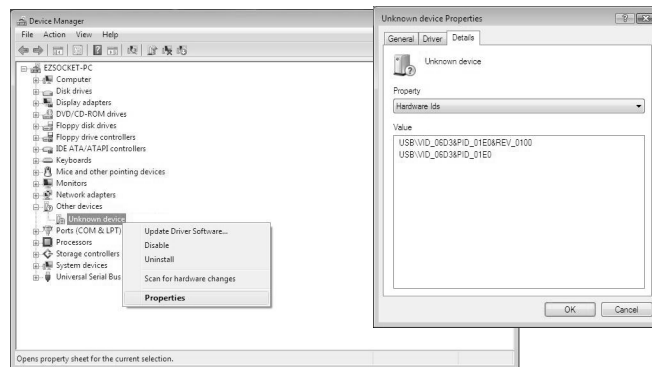 Device Manager
File Action View Help
EZSOCKET-PC
Computer
Disk drives
Display adapters
DVD/CD-ROM drives
Floppy disk drives
Floppy drive controllers
IDE ATA/ATAPI controllers
Keyboards
Mice and other pointing devices
Monitors
Network adapters
Other devices
Unknown device
Ports (COM & LPT)
Processors
Storage controllers
System devices
Universal Serial Bus
Update Driver Software...
Disable
Uninstall
Scan for hardware changes
Properties
Opens property sheet for the current selection.
Unknown device Properties
General Driver Details
Unknown device
Property
Hardware Ids
Value
USB\VID_06D3&PID_01E0&REV_0100
USB\VID_06D3&PID_01E0
OK Cancel